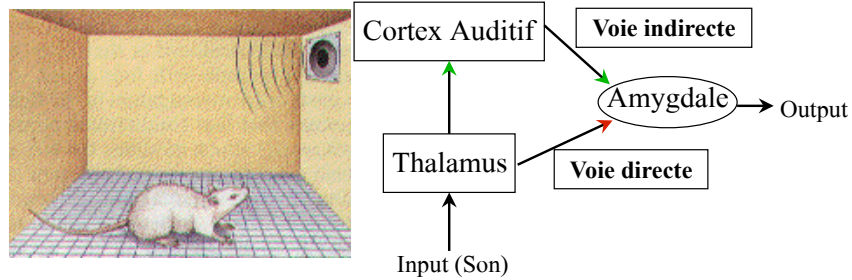 Cortex Auditif
Voie indirecte
Amygdale
Output
Thalamus
Voie directe
Input (Son)